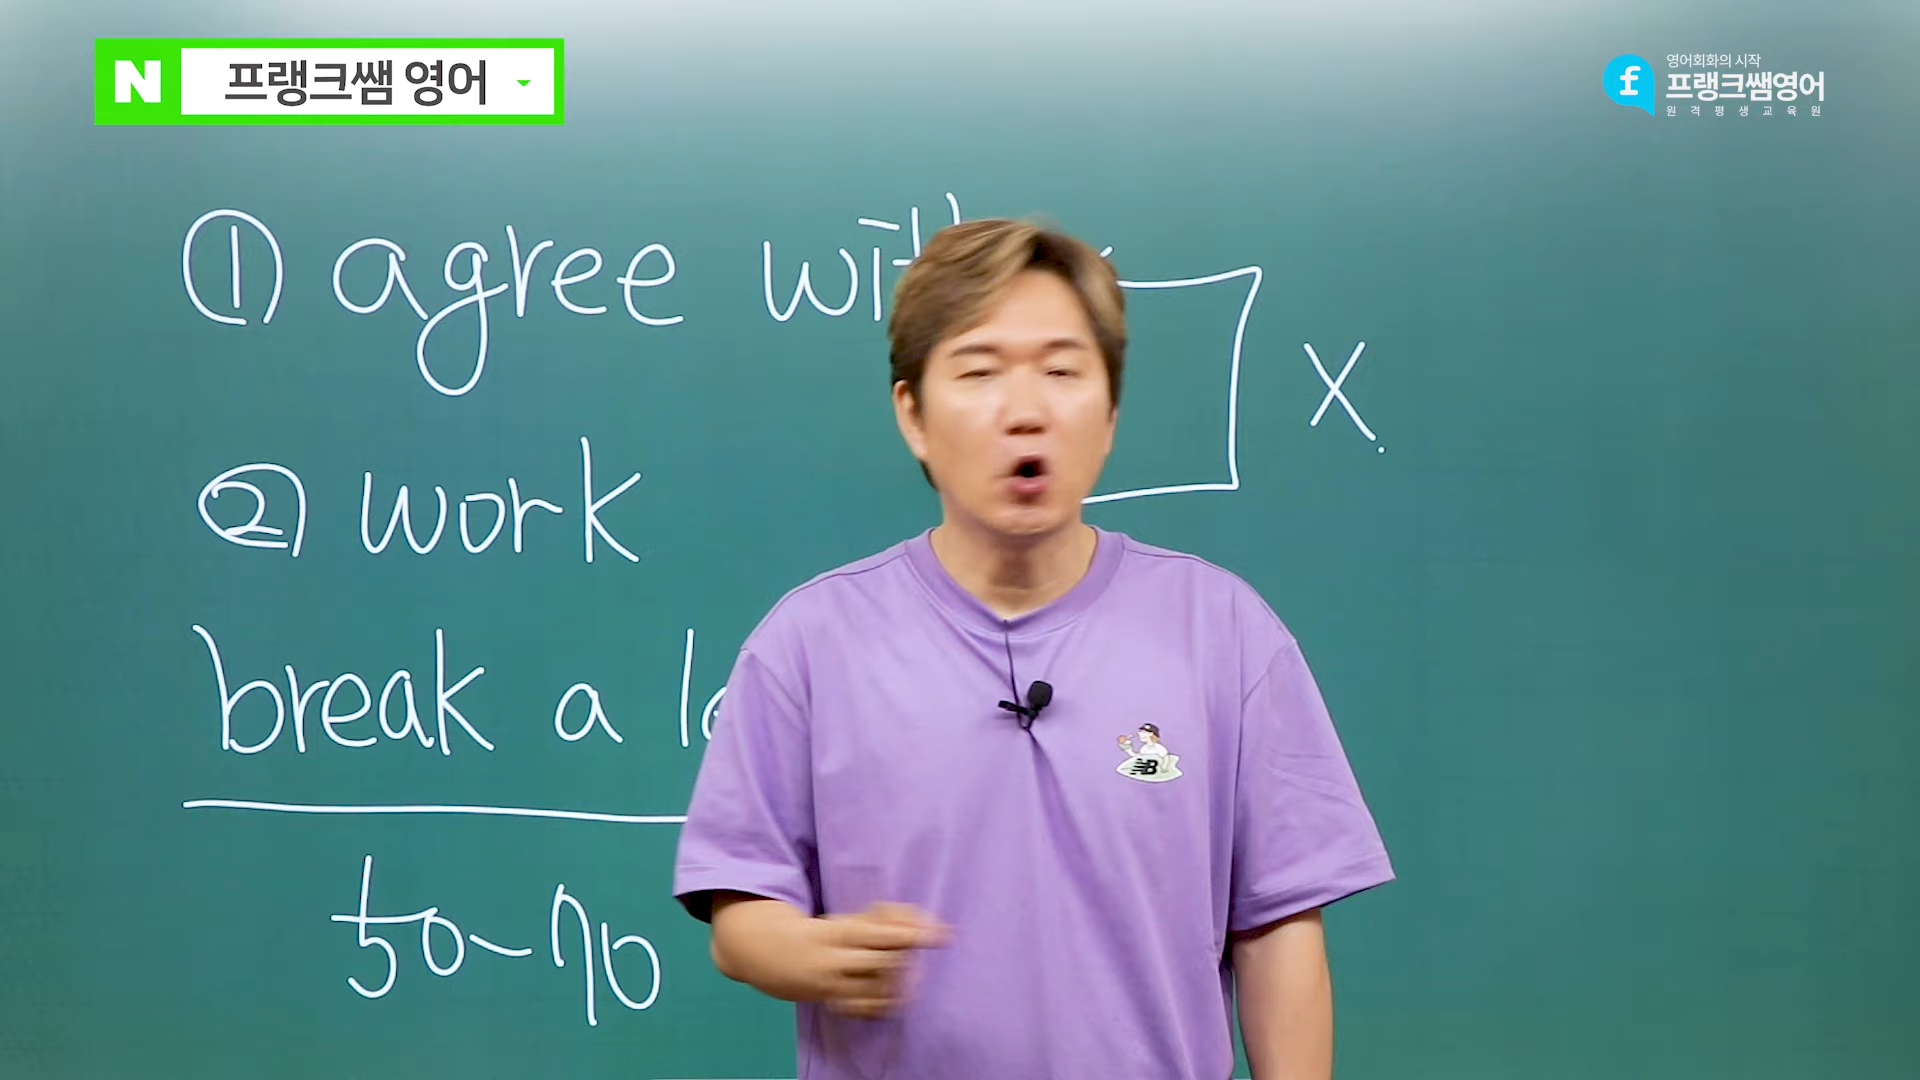 N 프랭크쌤 영어
영어회화의 시작
프랭크쌤영어
원격평생교육원
① agree
X
② work
break a
50~70
NB